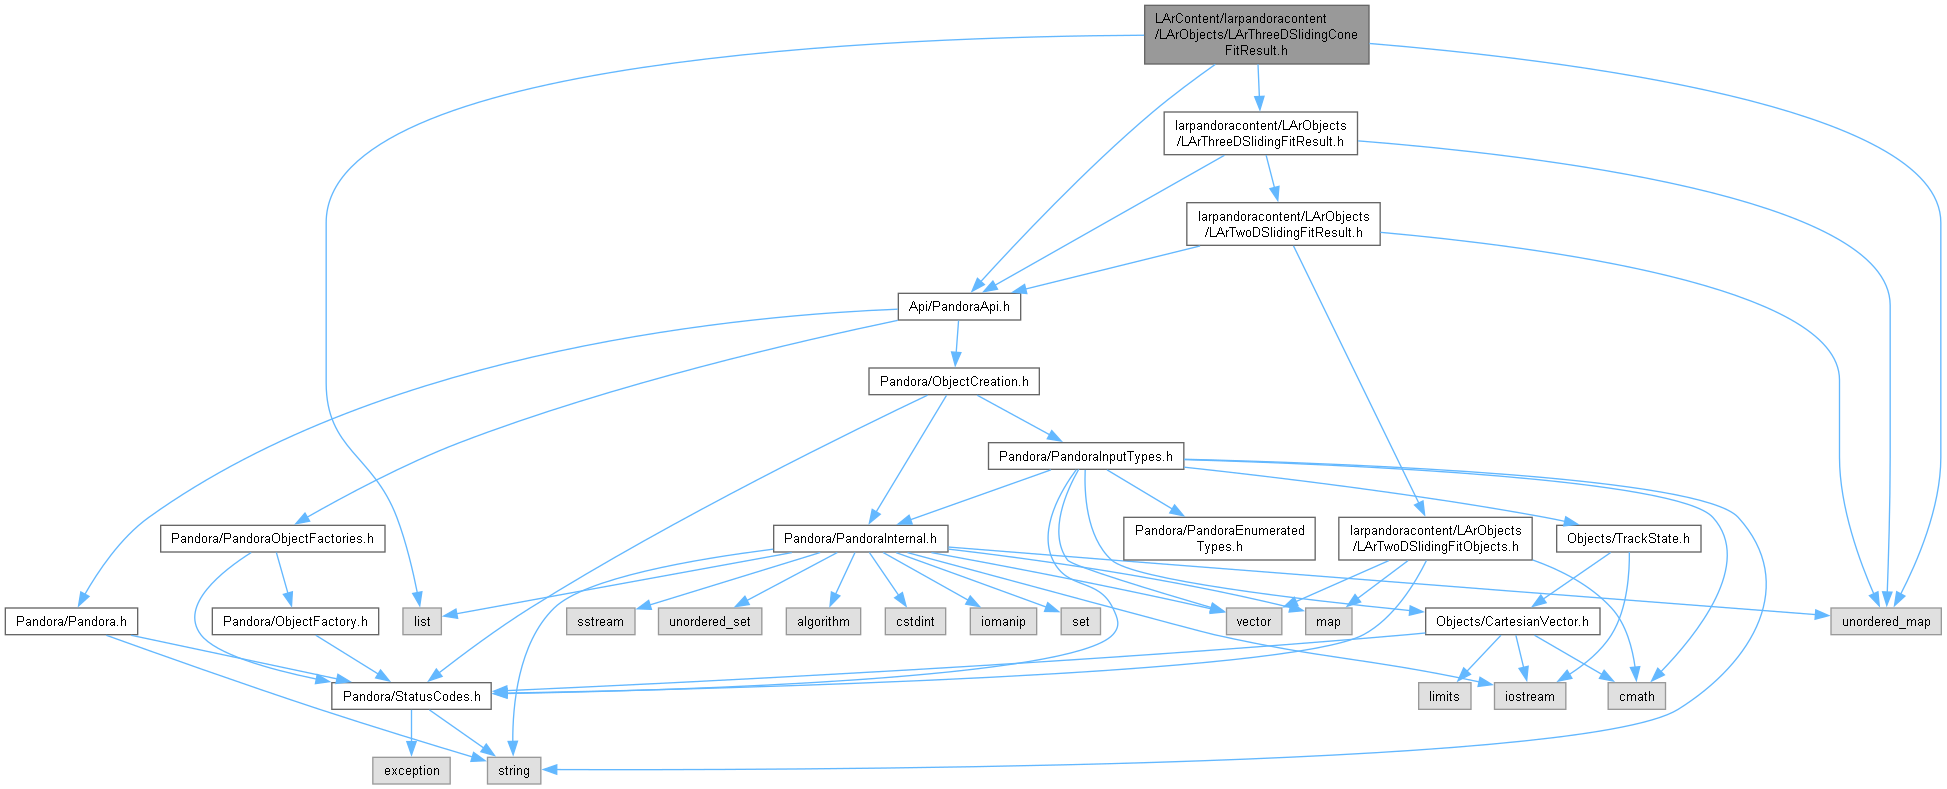 LArContent/larpandoracontent
/LArObjects/LArThreeDSlidingCone
FitResult.h
larpandoracontent/LArObjects
/LArThreeDSlidingFitResult.h
larpandoracontent/LArObjects
/LArTwoDSlidingFitResult.h
Api/PandoraApi.h
Pandora/ObjectCreation.h
Pandora/PandoraInputTypes.h
Pandora/PandoraObjectFactories.h
Pandora/PandoraInternal.h
Pandora/PandoraEnumerated
Types.h
larpandoracontent/LArObjects
/LArTwoDSlidingFitObjects.h
Objects/TrackState.h
Pandora/Pandora.h
Pandora/ObjectFactory.h
list
sstream
unordered_set
algorithm
cstdint
iomanip
set
vector
map
Objects/CartesianVector.h
unordered_map
Pandora/StatusCodes.h
limits
iostream
cmath
exception
string